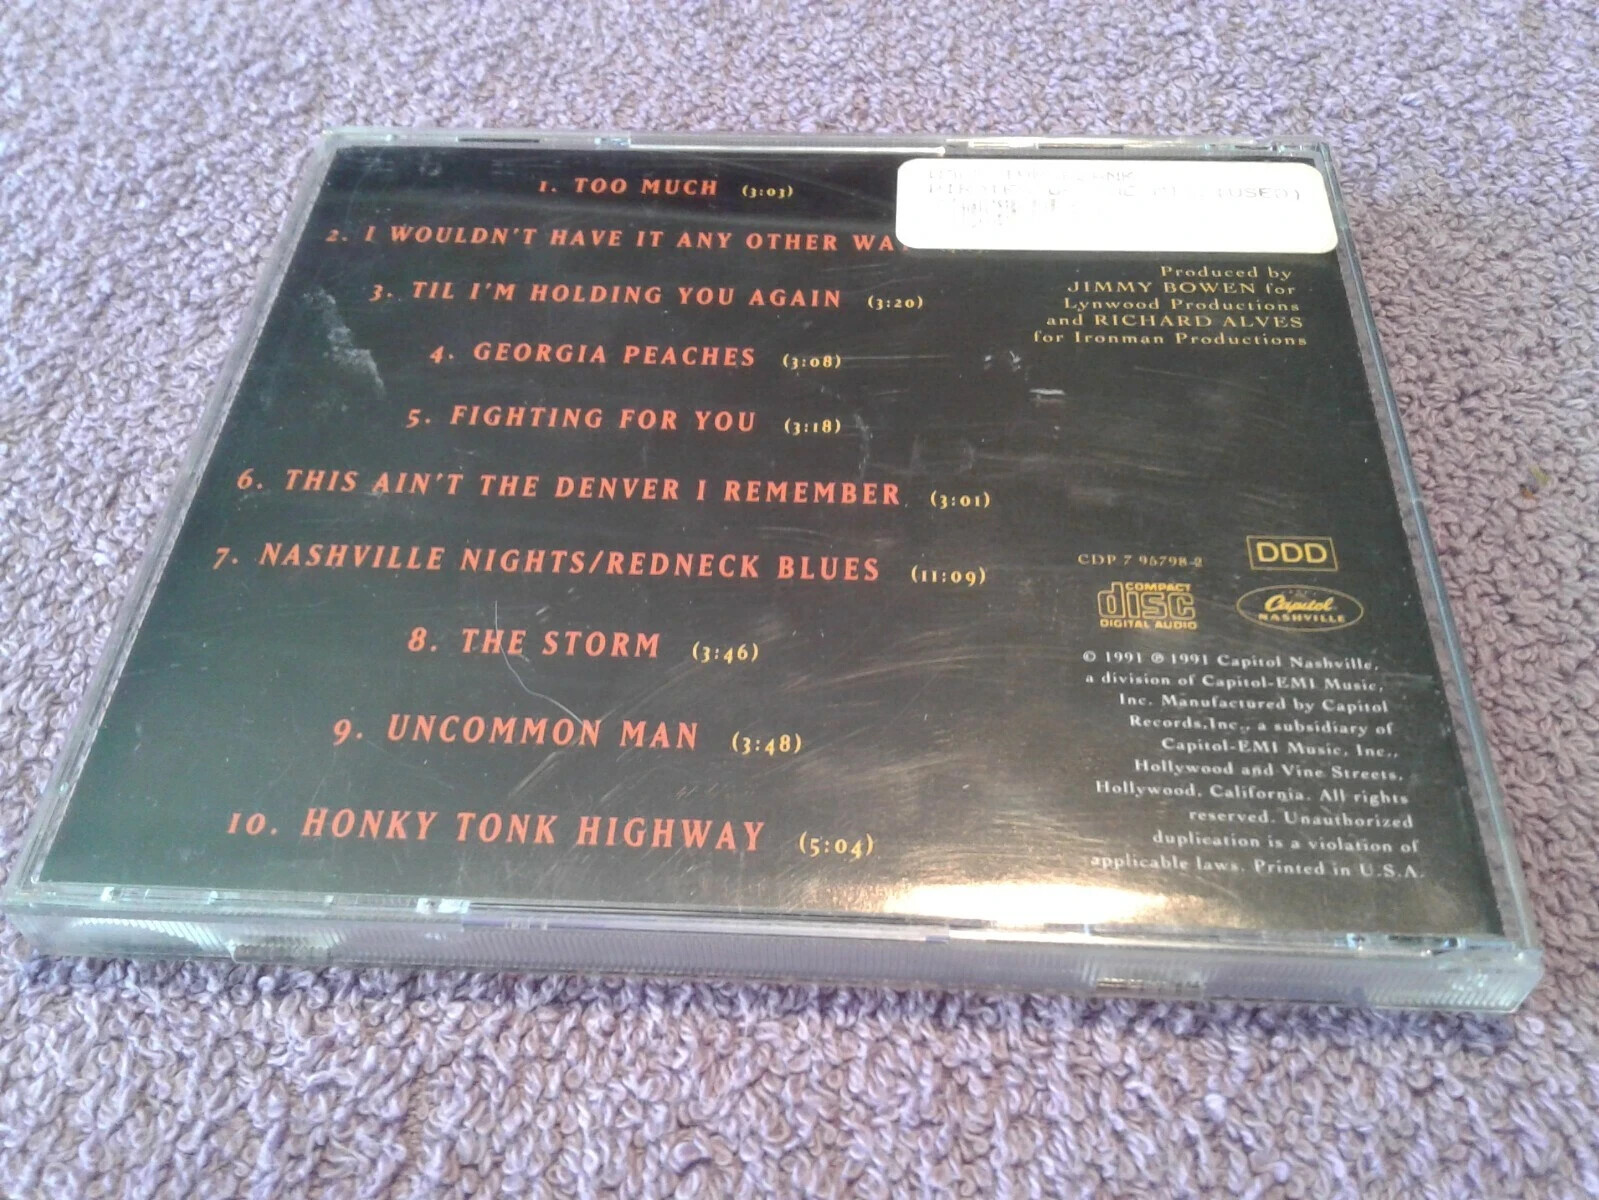 1. TOO MUCH (3:03)
2. I WOULDN'T HAVE IT ANY OTHER WAY
3. TIL I'M HOLDING YOU AGAIN (3:20)
4. GEORGIA PEACHES (3:08)
5. FIGHTING FOR YOU (3:18)
6. THIS AIN'T THE DENVER I REMEMBER (3:01)
7. NASHVILLE NIGHTS/REDNECK BLUES (11:09)
8. THE STORM (3:46)
9. UNCOMMON MAN (3:48)
10. HONKY TONK HIGHWAY (5:04)
(USED)
Produced by
JIMMY BOWEN for
Lynwood Productions
and RICHARD ALVES
for Ironman Productions
CDP 7 95798-2
DDD
COMPACT
disc
DIGITAL AUDIO
Capitol
NASHVILLE
© 1991 ℗ 1991 Capitol Nashville,
a division of Capitol-EMI Music,
Inc. Manufactured by Capitol
Records,Inc., a subsidiary of
Capitol-EMI Music, Inc.,
Hollywood and Vine Streets,
Hollywood, California. All rights
reserved. Unauthorized
duplication is a violation of
applicable laws. Printed in U.S.A.